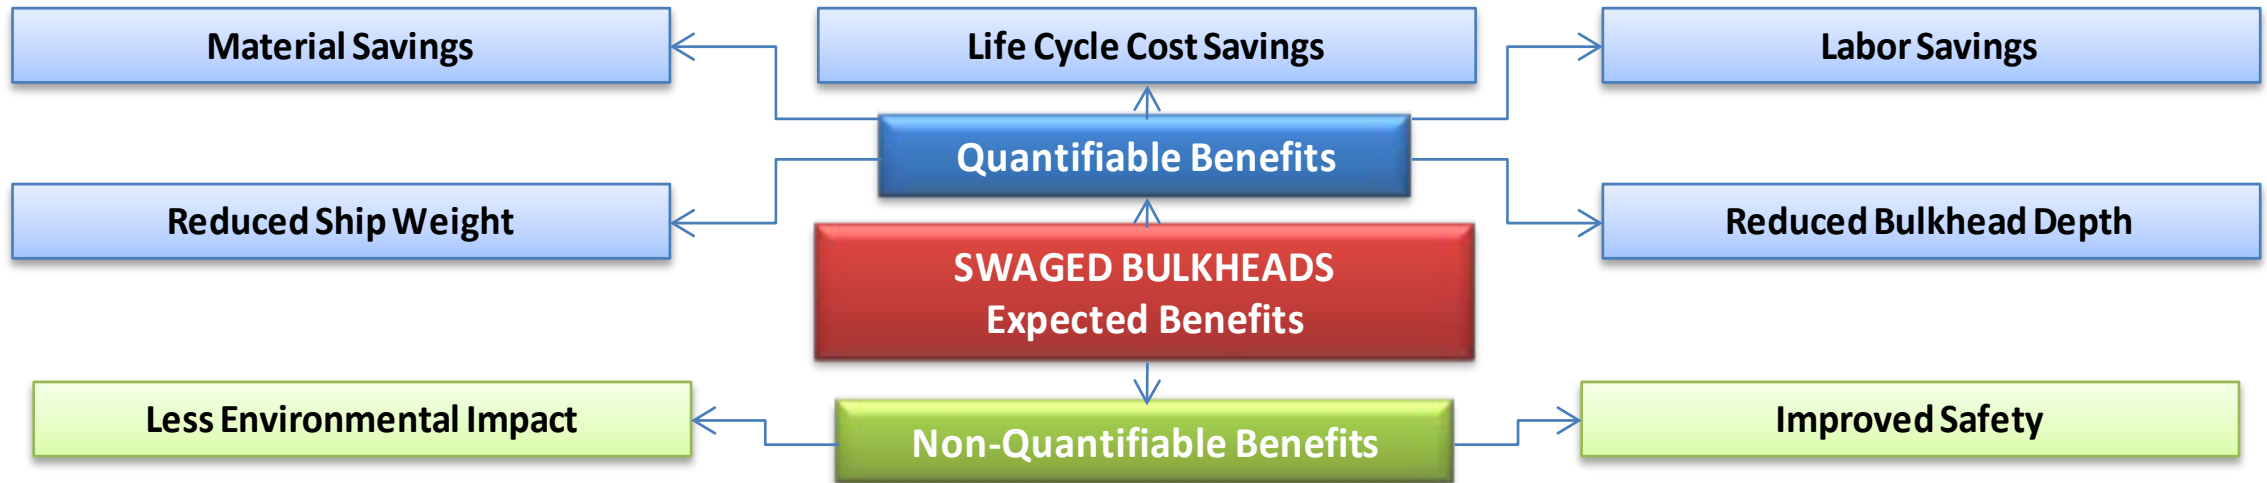 Material Savings
Life Cycle Cost Savings
Labor Savings
Quantifiable Benefits
Reduced Ship Weight
Reduced Bulkhead Depth
SWAGED BULKHEADS
Expected Benefits
Less Environmental Impact
Improved Safety
Non-Quantifiable Benefits